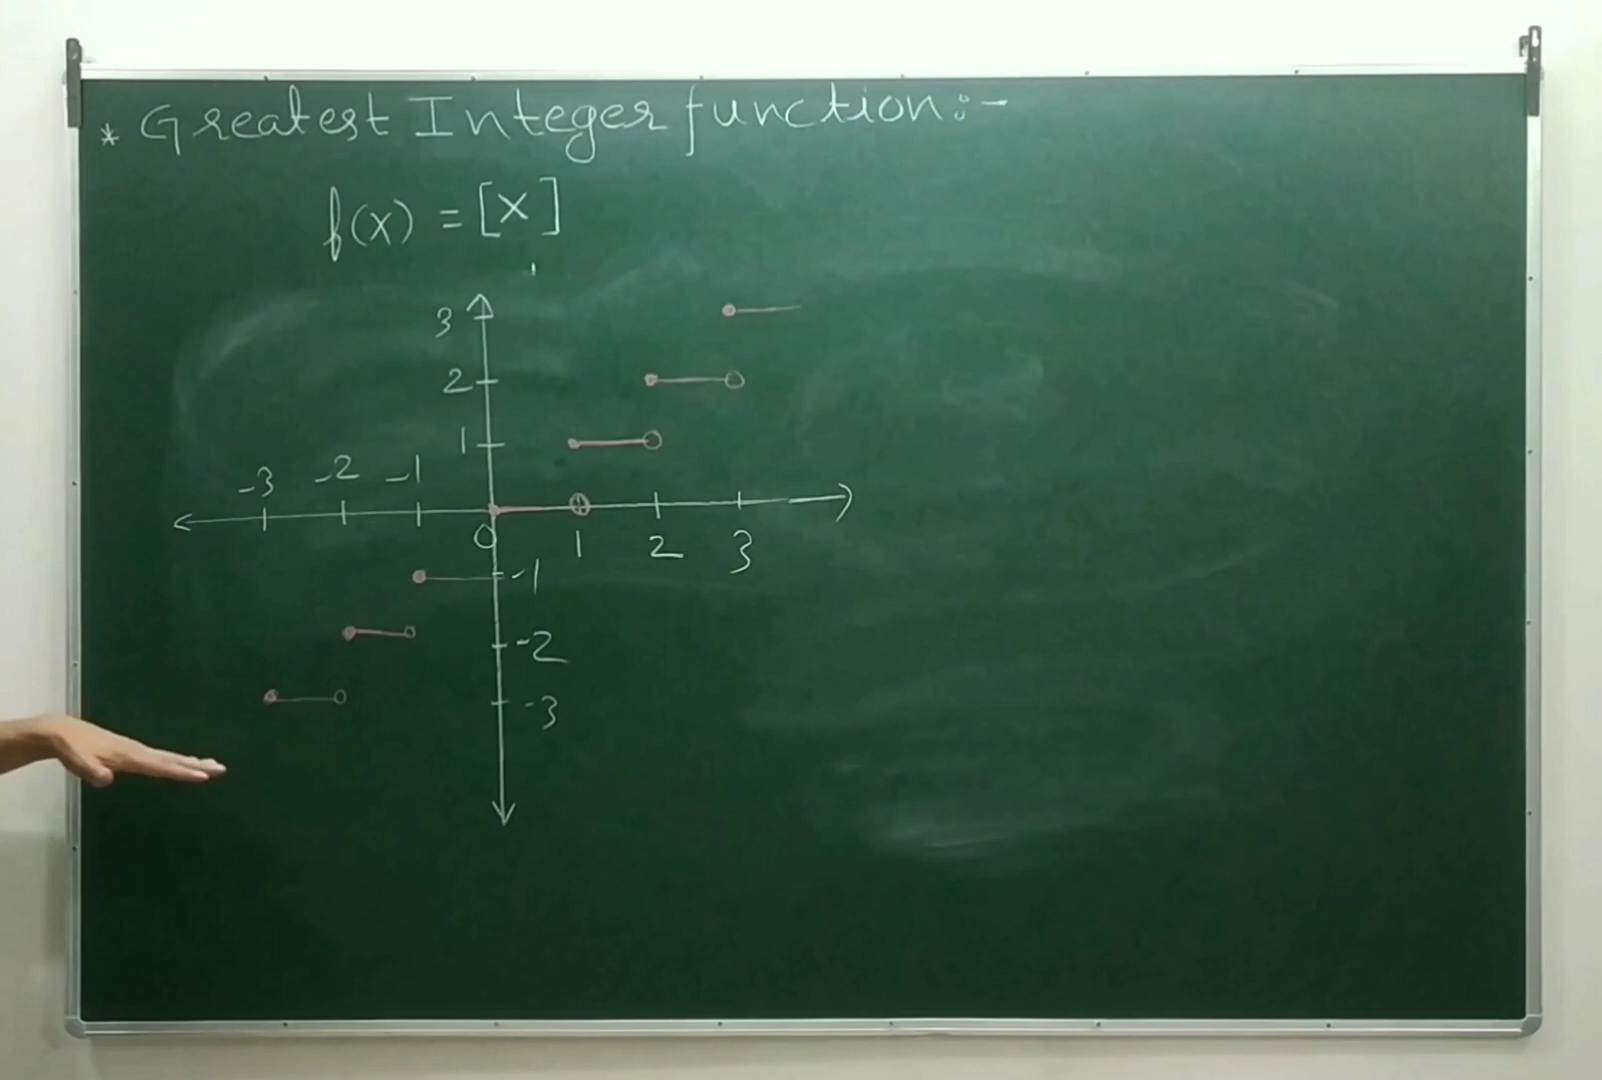 * Greatest Integer function:-
f(x) = [x]
3
2
1
-3 -2 -1
0 1 2 3
-1
-2
-3